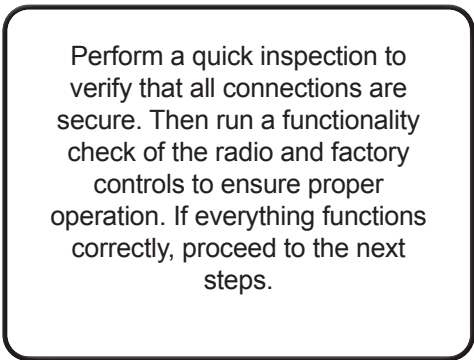 Perform a quick inspection to
verify that all connections are
secure. Then run a functionality
check of the radio and factory
controls to ensure proper
operation. If everything functions
correctly, proceed to the next
steps.